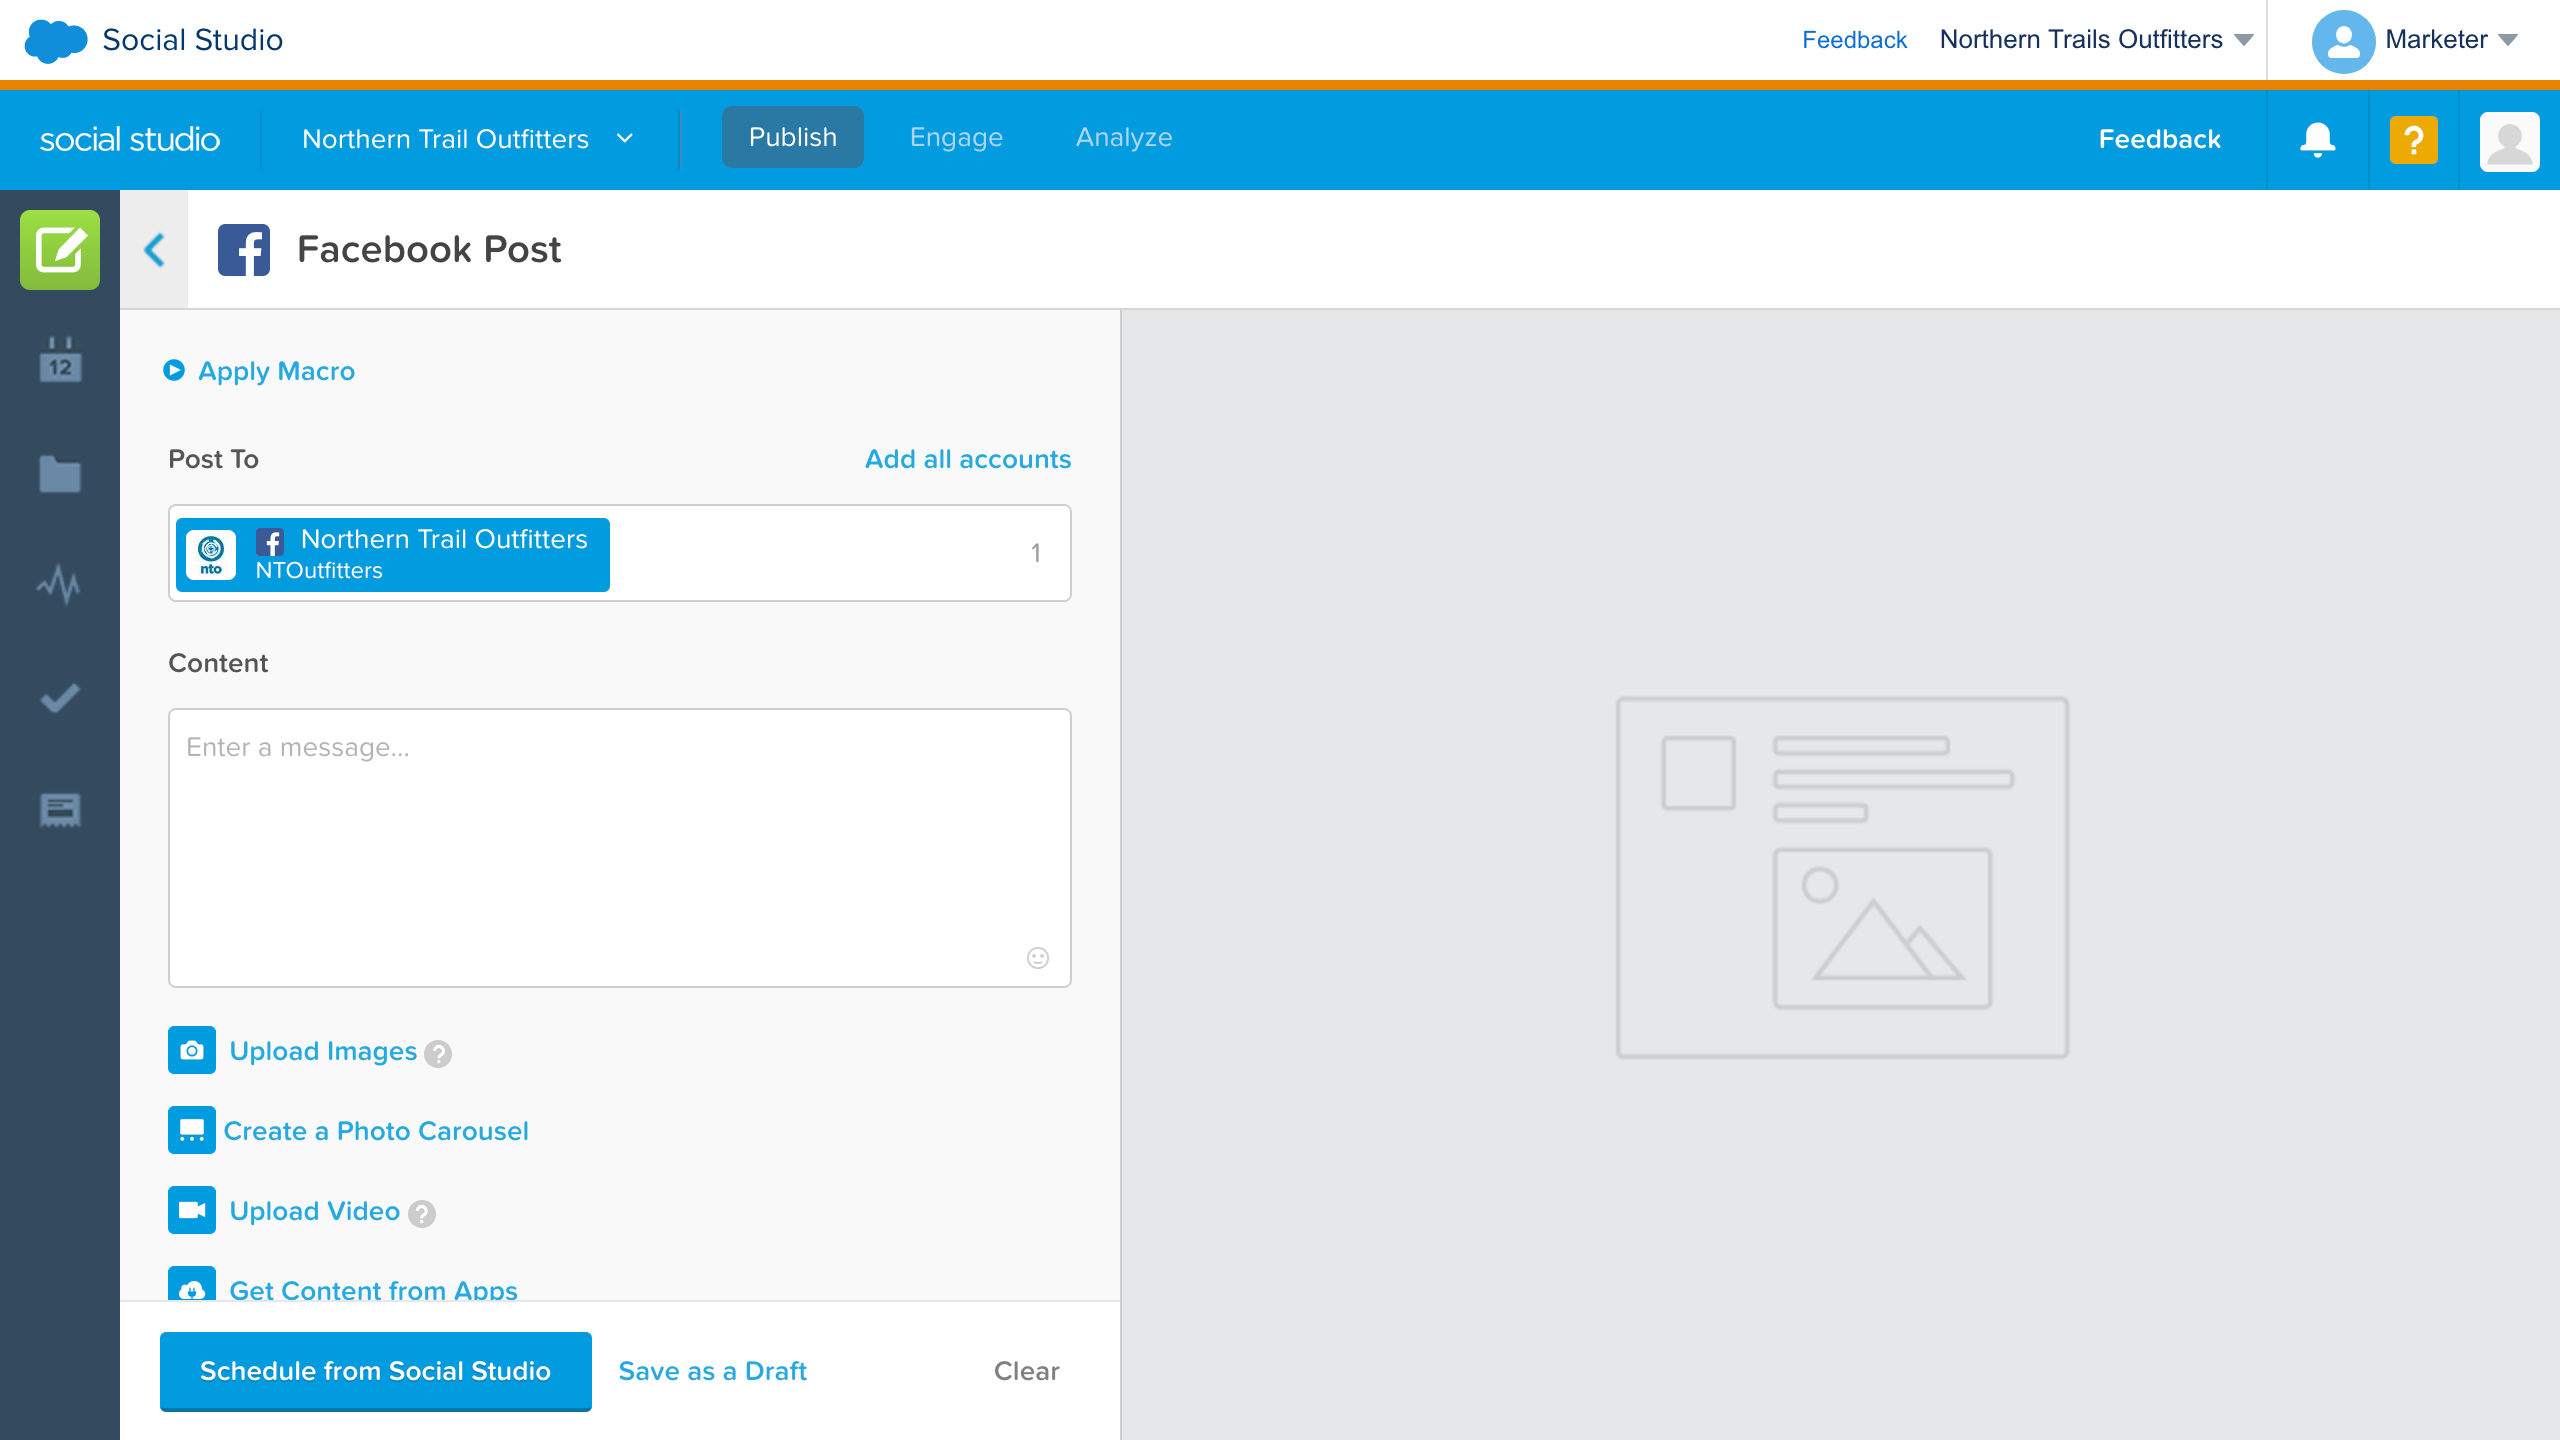 Social Studio
Feedback
Northern Trails Outfitters
Marketer
social studio
Northern Trail Outfitters
Publish
Engage
Analyze
Feedback
?
Facebook Post
12
Apply Macro
Post To
Add all accounts
nto
Northern Trail Outfitters
NTOutfitters
1
Content
Enter a message...
Upload Images ?
Create a Photo Carousel
Upload Video ?
Get Content from Apps
Schedule from Social Studio
Save as a Draft
Clear